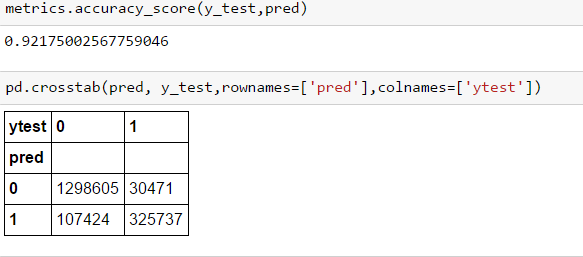 metrics.accuracy_score(y_test,pred)
0.92175002567759046
pd.crosstab(pred, y_test,rownames=['pred'],colnames=['ytest'])
ytest 0 1
pred
0 1298605 30471
1 107424 325737